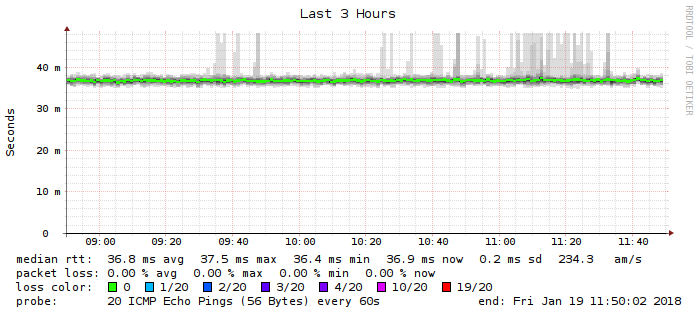 Last 3 Hours
RRDTOOL / TOBI OETIKER
Seconds
40 m
30 m
20 m
10 m
0
09:00 09:20 09:40 10:00 10:20 10:40 11:00 11:20 11:40
median rtt: 36.8 ms avg 37.5 ms max 36.4 ms min 36.9 ms now 0.2 ms sd 234.3 am/s
packet loss: 0.00 % avg 0.00 % max 0.00 % min 0.00 % now
loss color: 0 1/20 2/20 3/20 4/20 10/20 19/20
probe: 20 ICMP Echo Pings (56 Bytes) every 60s end: Fri Jan 19 11:50:02 2018